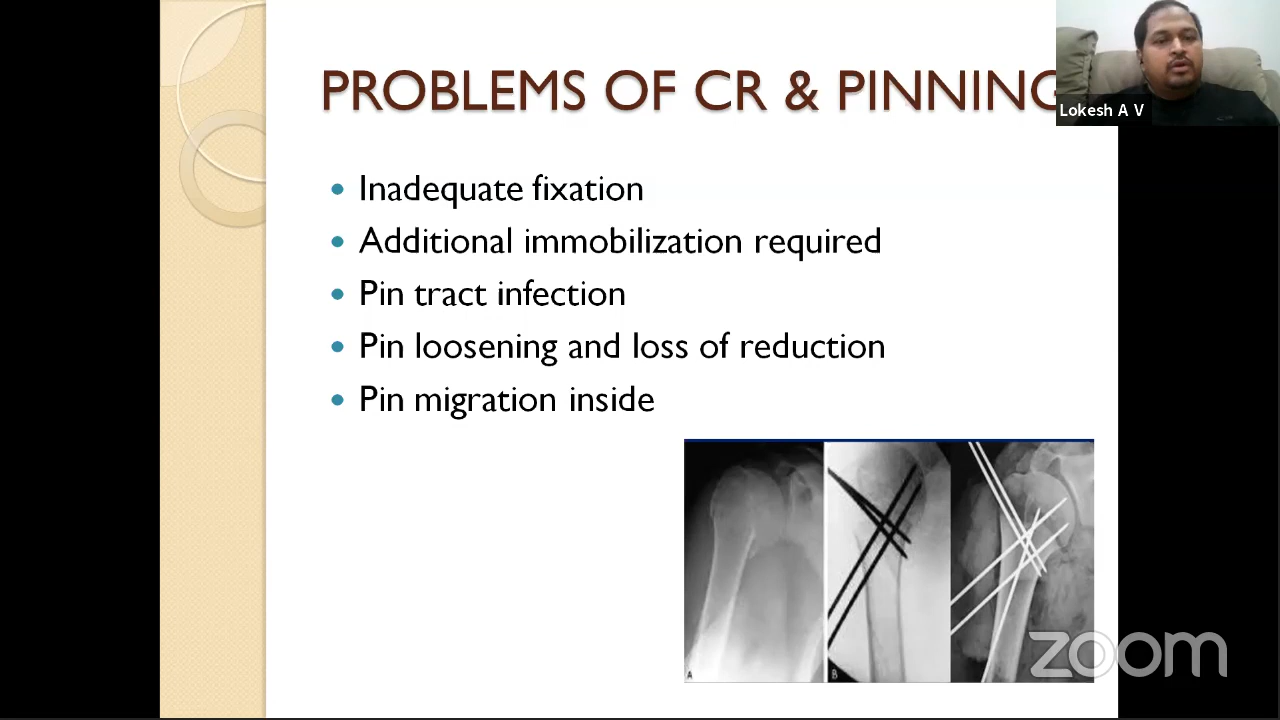 PROBLEMS OF CR & PINNING
Lokesh A V
Inadequate fixation
Additional immobilization required
Pin tract infection
Pin loosening and loss of reduction
Pin migration inside
A
B
zoom